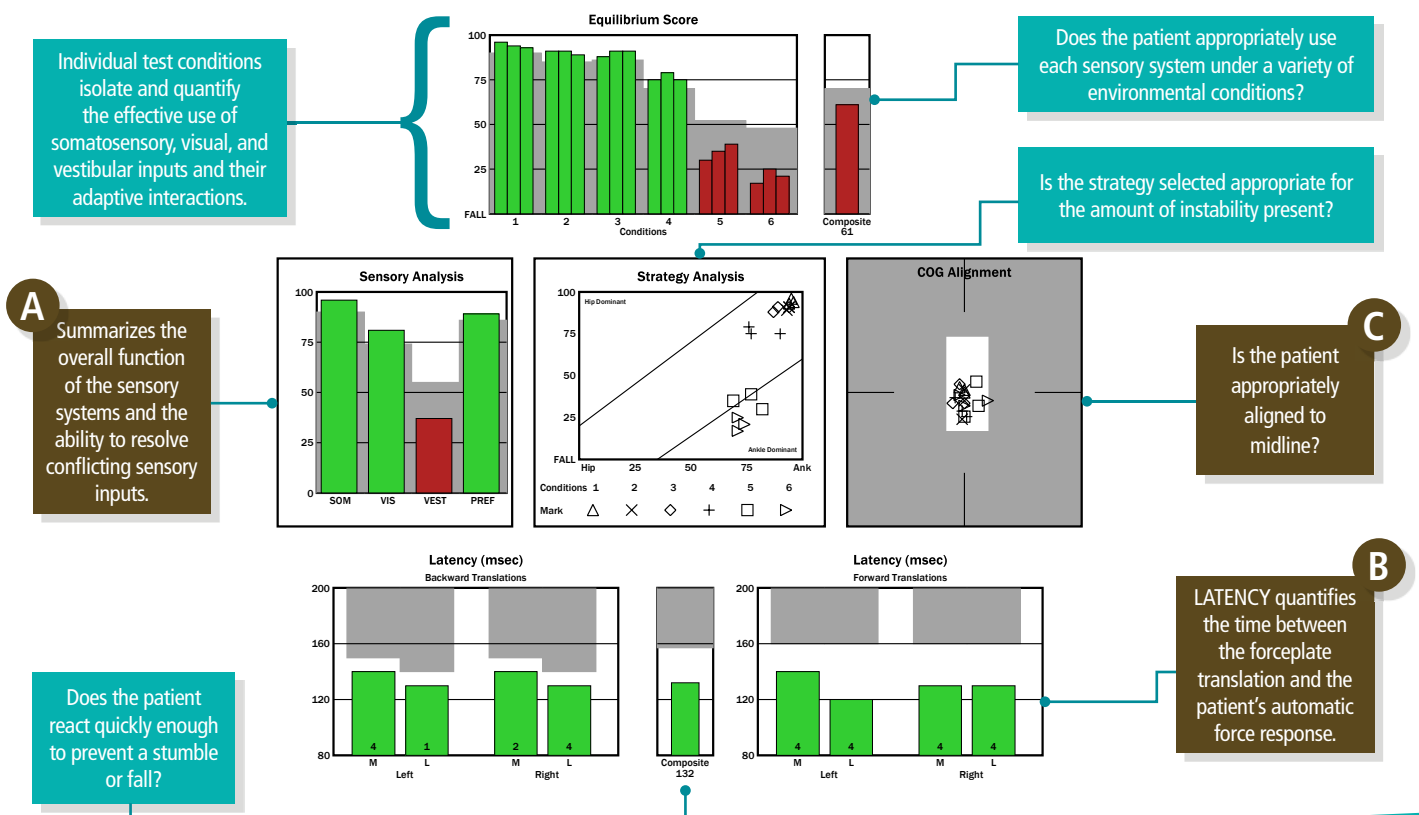 Equilibrium Score
Individual test conditions
isolate and quantify
the effective use of
somatosensory, visual, and
vestibular inputs and their
adaptive interactions.
100
75
50
25
FALL
1 2 3 4 5 6
Conditions
Composite
61
Does the patient appropriately use
each sensory system under a variety of
environmental conditions?
Is the strategy selected appropriate for
the amount of instability present?
A
Summarizes the
overall function
of the sensory
systems and the
ability to resolve
conflicting sensory
inputs.
Sensory Analysis
100
75
50
25
0
SOM VIS VEST PREF
Strategy Analysis
100
75
50
25
FALL
Hip Dominant
Ankle Dominant
Hip 25 50 75 Ank
Conditions 1 2 3 4 5 6
Mark
COG Alignment
C
Is the patient
appropriately
aligned to
midline?
Latency (msec)
Backward Translations
200
160
120
80
4 1 2 4
M L M L
Left Right
Composite
132
Latency (msec)
Forward Translations
200
160
120
80
4 4 4 4
M L M L
Left Right
B
LATENCY quantifies
the time between
the forceplate
translation and the
patient's automatic
force response.
Does the patient
react quickly enough
to prevent a stumble
or fall?